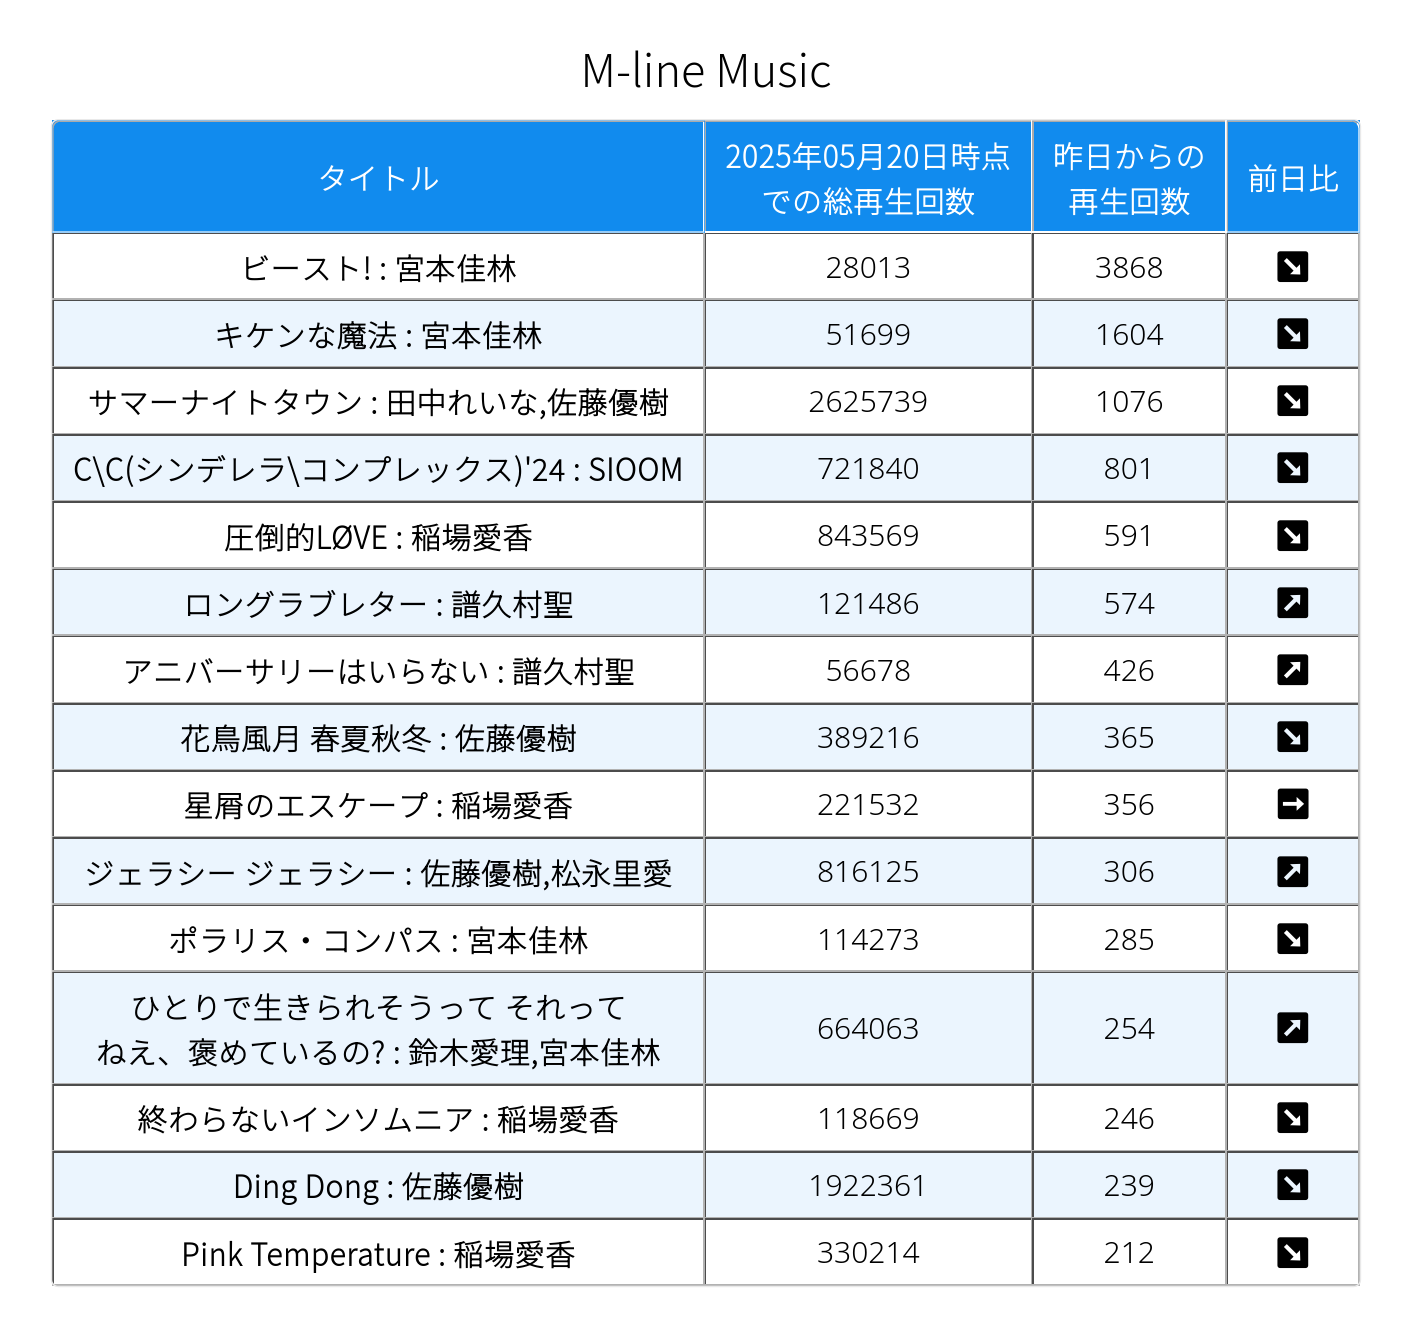 M-line Music
タイトル 2025年05月20日時点での総再生回数 昨日からの再生回数 前日比
ビースト! : 宮本佳林 28013 3868 ↘
キケンな魔法 : 宮本佳林 51699 1604 ↘
サマーナイトタウン : 田中れいな,佐藤優樹 2625739 1076 ↘
C\C(シンデレラ\コンプレックス)'24 : SIOOM 721840 801 ↘
圧倒的LØVE : 稲場愛香 843569 591 ↘
ロングラブレター : 譜久村聖 121486 574 ↗
アニバーサリーはいらない : 譜久村聖 56678 426 ↗
花鳥風月 春夏秋冬 : 佐藤優樹 389216 365 ↘
星屑のエスケープ : 稲場愛香 221532 356 →
ジェラシー ジェラシー : 佐藤優樹,松永里愛 816125 306 ↗
ポラリス・コンパス : 宮本佳林 114273 285 ↘
ひとりで生きられそうって それって
ねえ、褒めているの? : 鈴木愛理,宮本佳林 664063 254 ↗
終わらないインソムニア : 稲場愛香 118669 246 ↘
Ding Dong : 佐藤優樹 1922361 239 ↘
Pink Temperature : 稲場愛香 330214 212 ↘